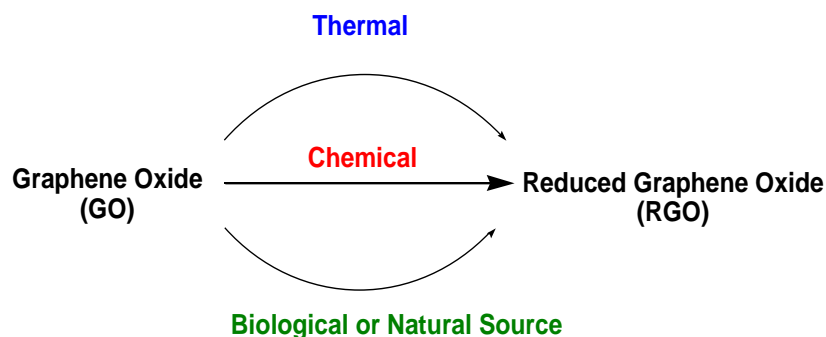 Thermal
Chemical
Graphene Oxide
(GO)
Reduced Graphene Oxide
(RGO)
Biological or Natural Source